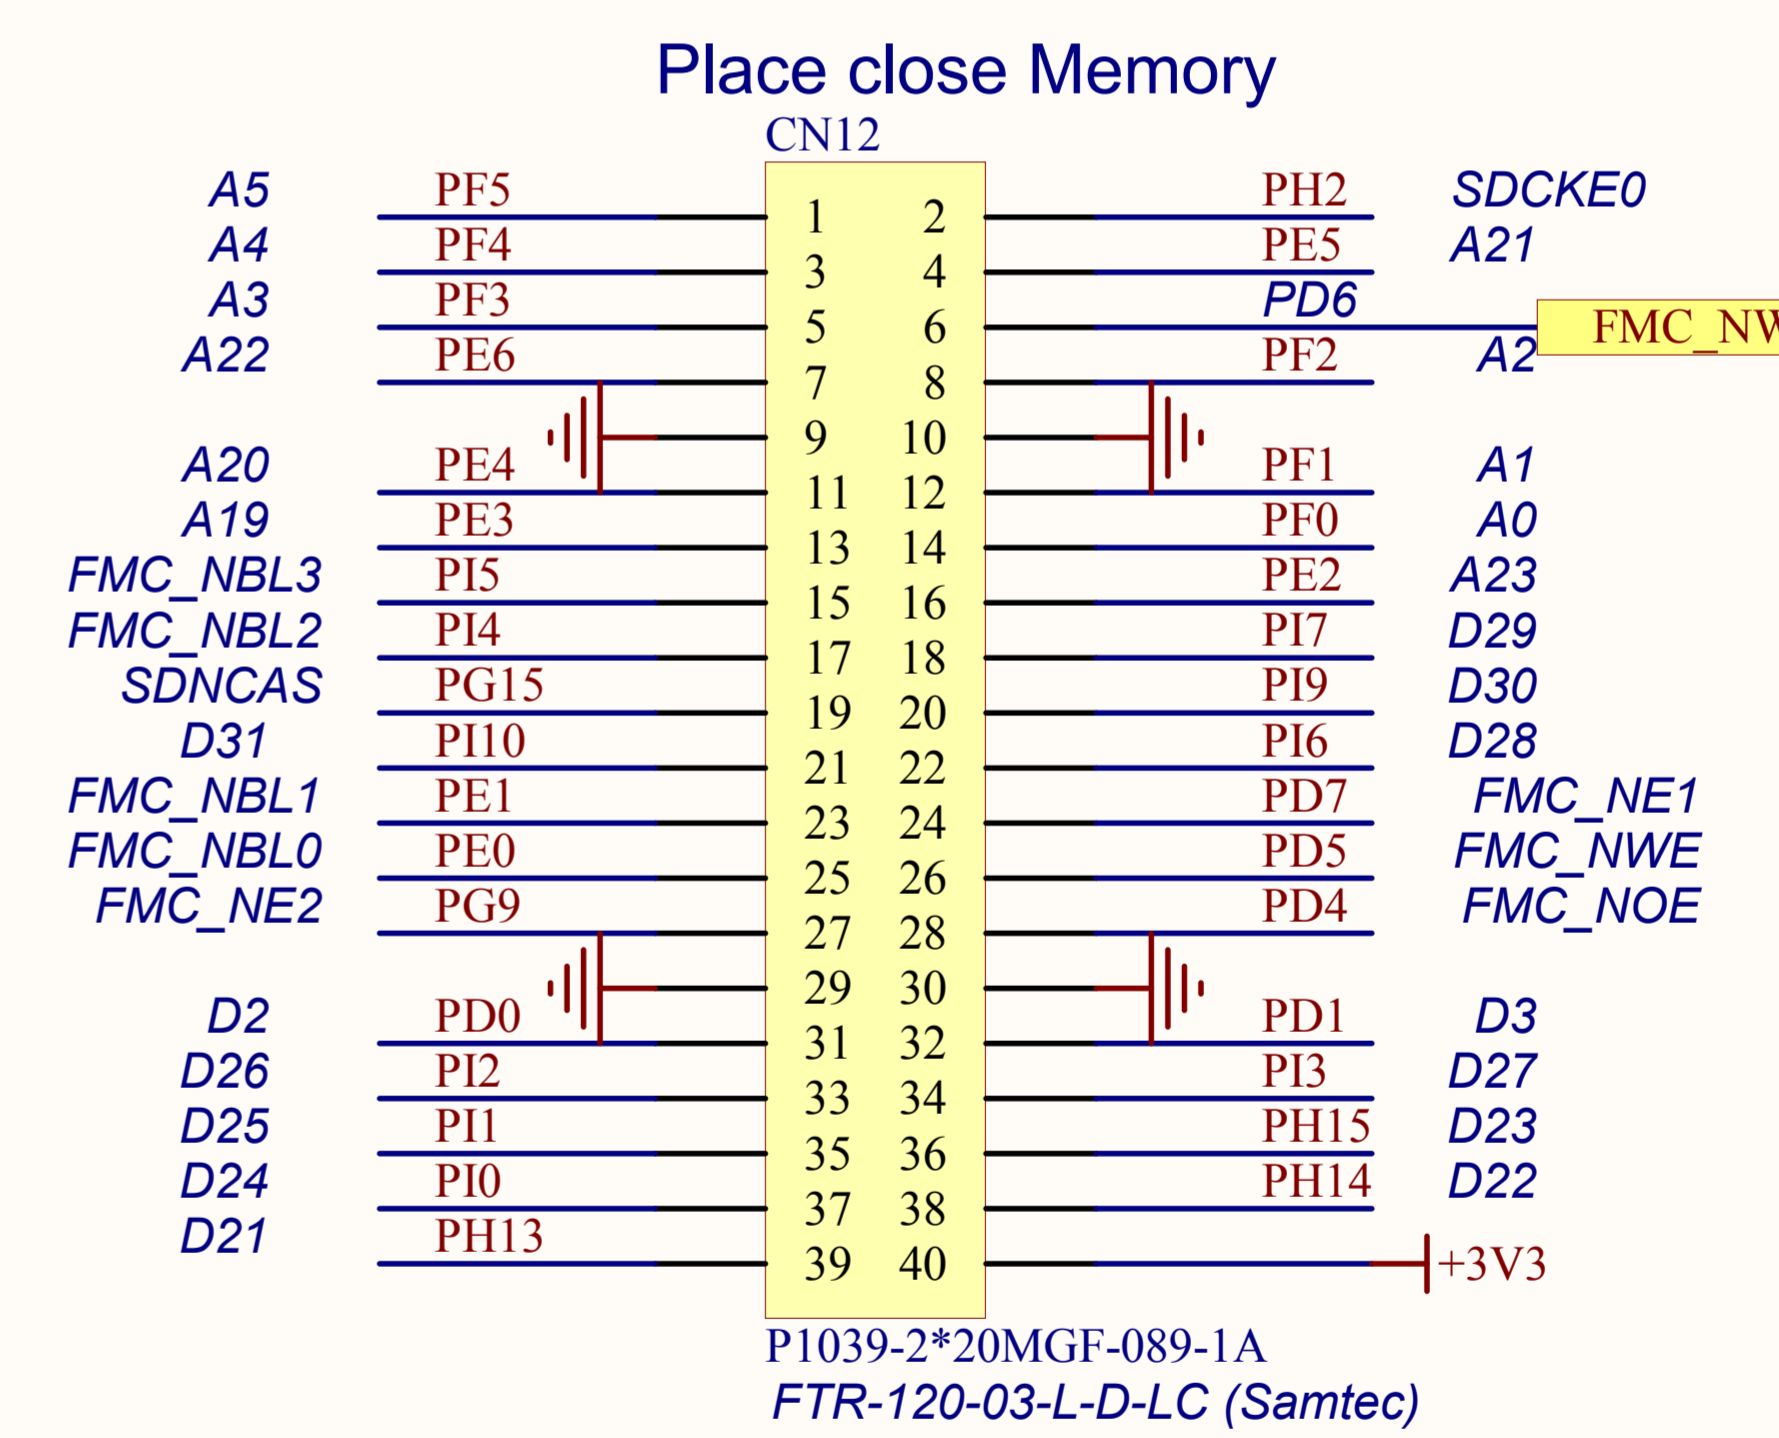 Place close Memory
CN12
A5 PF5 1 2 PH2 SDCKE0
A4 PF4 3 4 PE5 A21
A3 PF3 5 6 PD6 FMC_NW
A22 PE6 7 8 PF2 A2
9 10
A20 PE4 11 12 PF1 A1
A19 PE3 13 14 PF0 A0
FMC_NBL3 PI5 15 16 PE2 A23
FMC_NBL2 PI4 17 18 PI7 D29
SDNCAS PG15 19 20 PI9 D30
D31 PI10 21 22 PI6 D28
FMC_NBL1 PE1 23 24 PD7 FMC_NE1
FMC_NBL0 PE0 25 26 PD5 FMC_NWE
FMC_NE2 PG9 27 28 PD4 FMC_NOE
29 30
D2 PD0 31 32 PD1 D3
D26 PI2 33 34 PI3 D27
D25 PI1 35 36 PH15 D23
D24 PI0 37 38 PH14 D22
D21 PH13 39 40 +3V3
P1039-2*20MGF-089-1A
FTR-120-03-L-D-LC (Samtec)